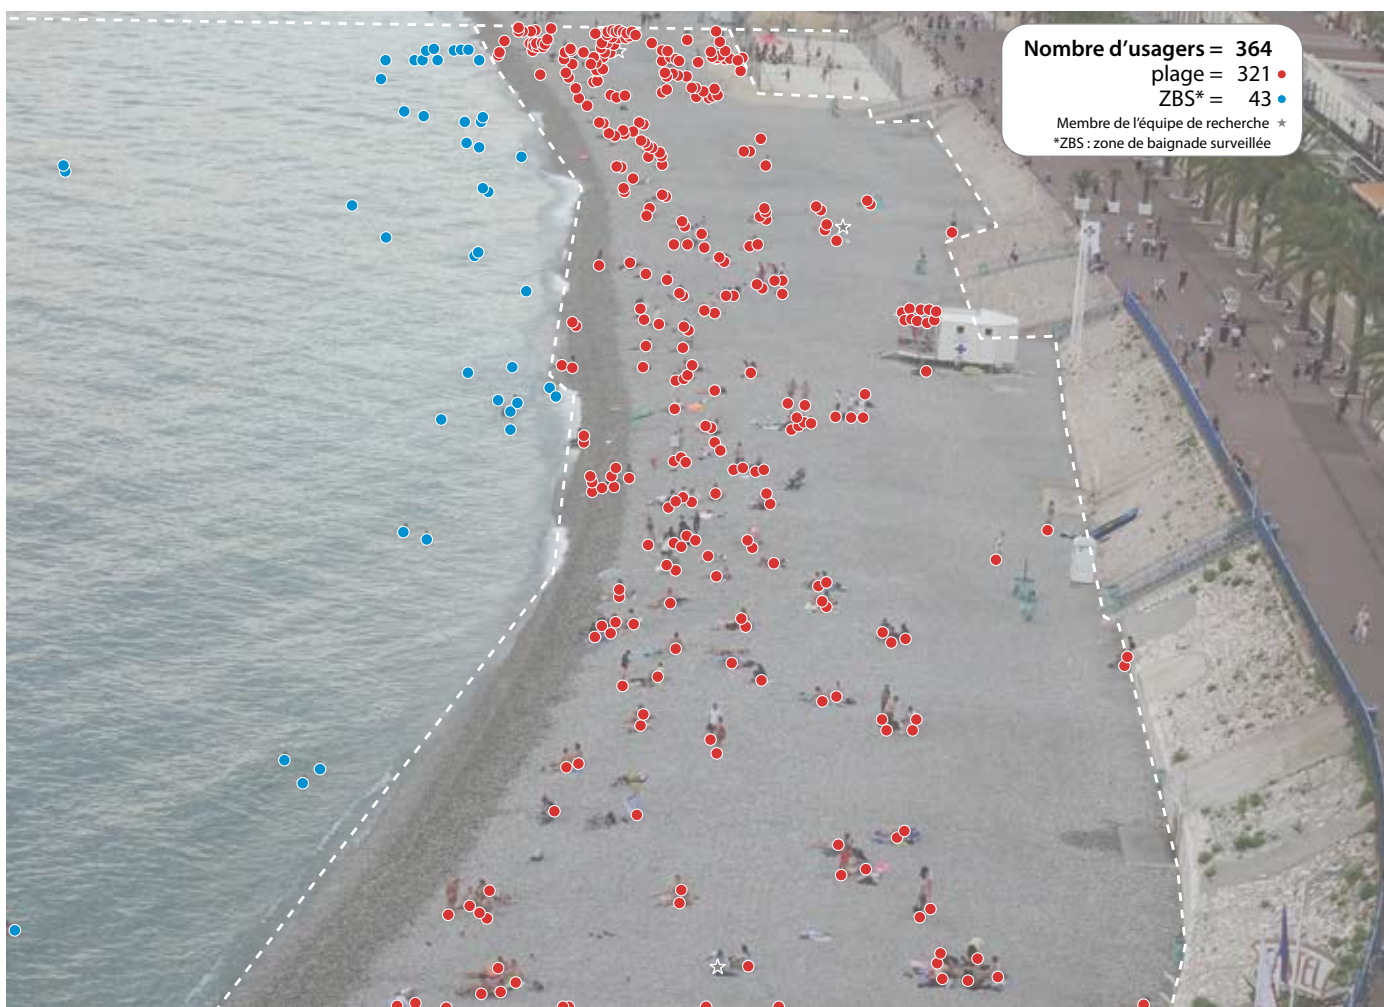 Nombre d'usagers = 364
plage = 321
ZBS* = 43
Membre de l'équipe de recherche ☆
*ZBS : zone de baignade surveillée